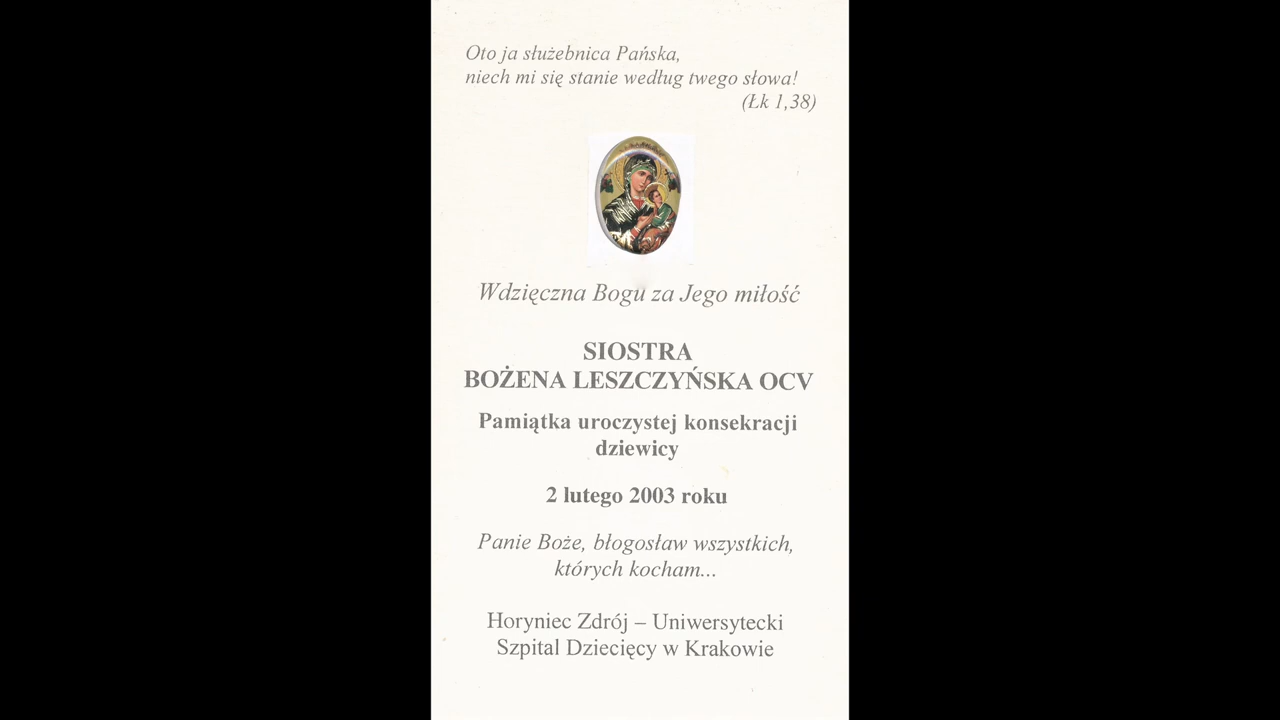 Oto ja służebnica Pańska,
niech mi się stanie według twego słowa!
(Łk 1,38)
Wdzięczna Bogu za Jego miłość
SIOSTRA
BOŻENA LESZCZYŃSKA OCV
Pamiątka uroczystej konsekracji
dziewicy
2 lutego 2003 roku
Panie Boże, błogosław wszystkich,
których kocham...
Horyniec Zdrój – Uniwersytecki
Szpital Dziecięcy w Krakowie